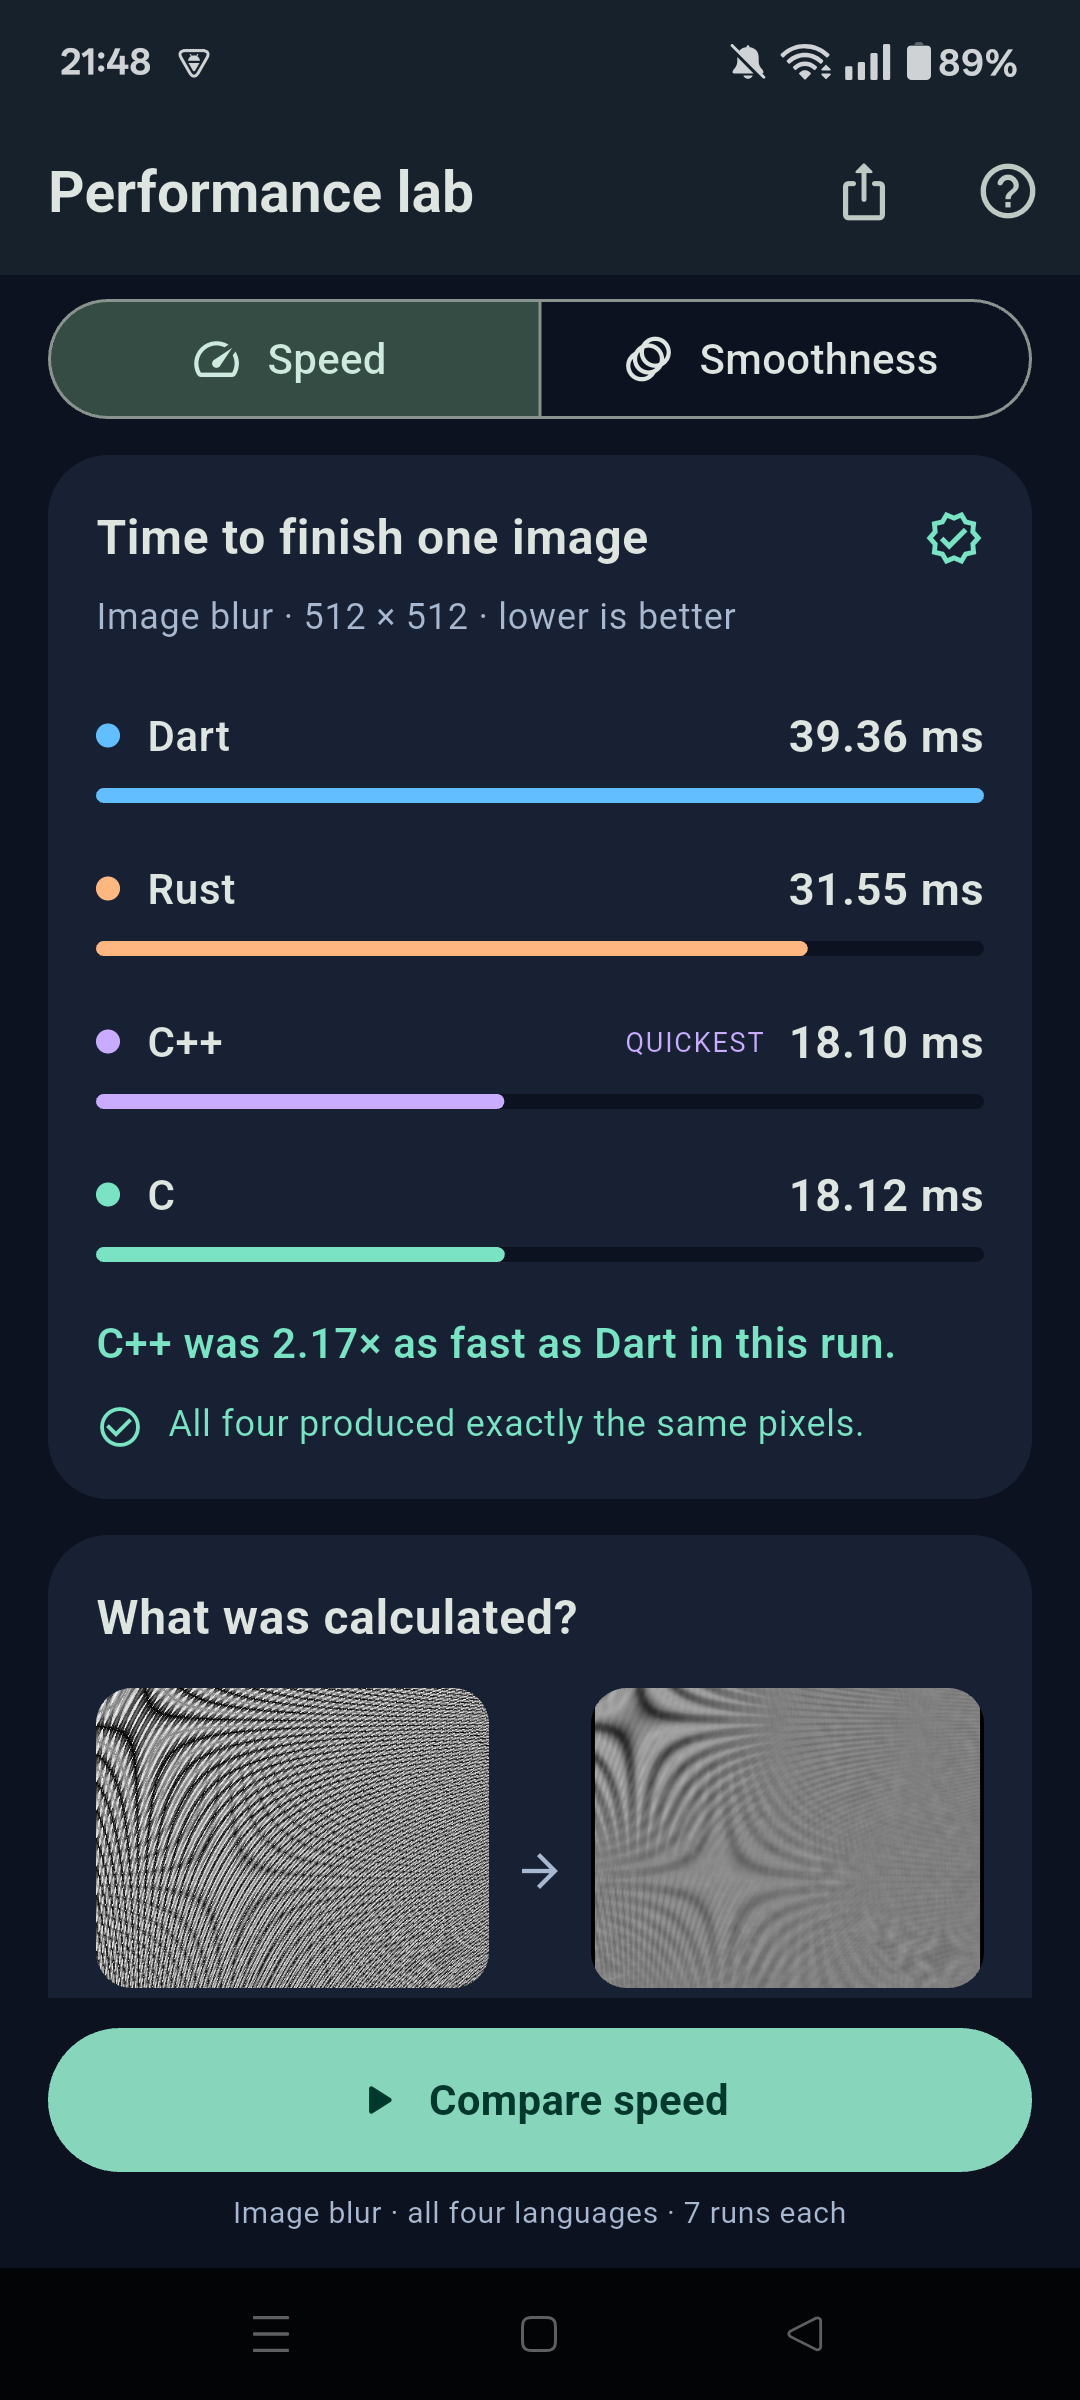 21:48
89%
Performance lab
Speed
Smoothness
Time to finish one image
Image blur · 512 × 512 · lower is better
Dart 39.36 ms
Rust 31.55 ms
C++ QUICKEST 18.10 ms
C 18.12 ms
C++ was 2.17× as fast as Dart in this run.
All four produced exactly the same pixels.
What was calculated?
Compare speed
Image blur · all four languages · 7 runs each